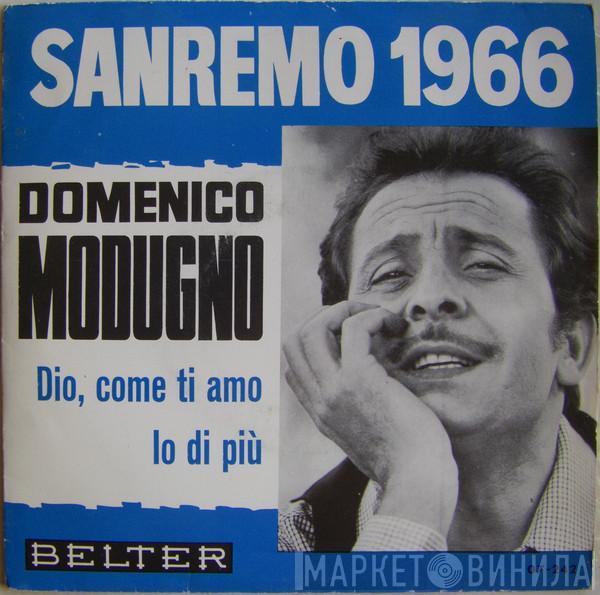 SANREMO 1966
DOMENICO
MODUGNO
Dio, come ti amo
Io di più
BELTER
МАРКЕТ ВИНИЛА